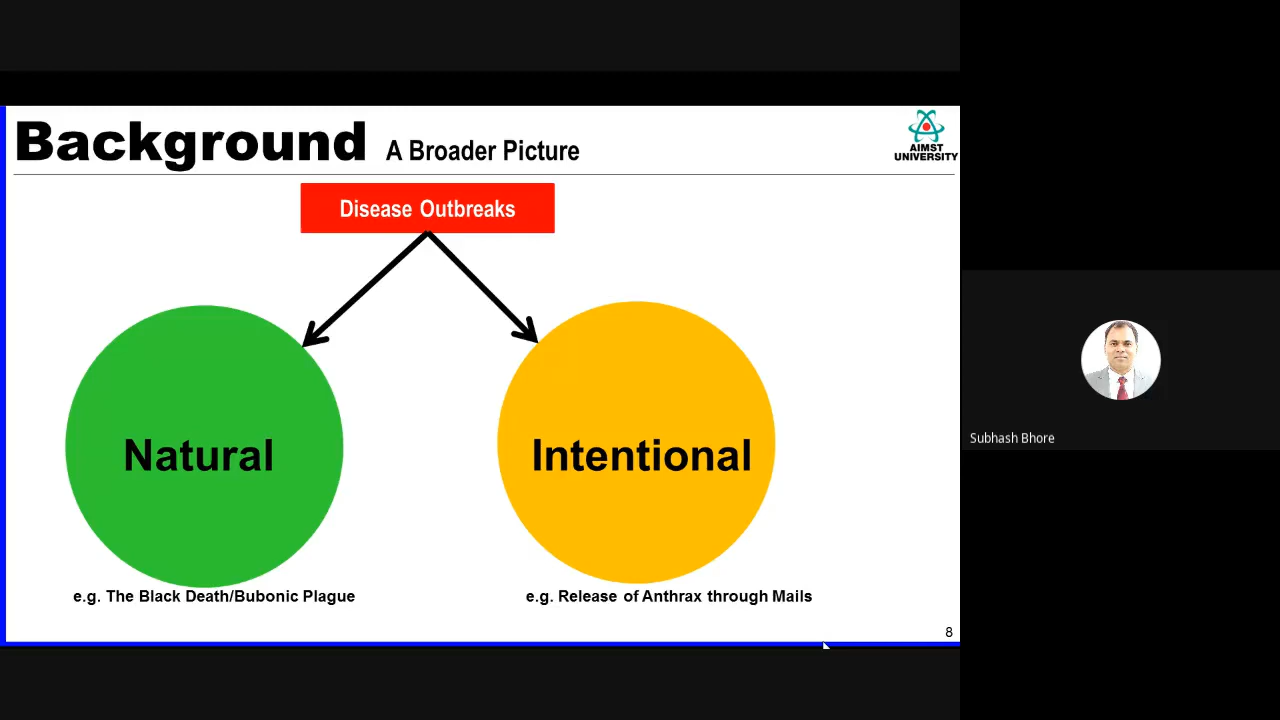 Background A Broader Picture
AIMST
UNIVERSITY
Disease Outbreaks
Natural
Intentional
e.g. The Black Death/Bubonic Plague
e.g. Release of Anthrax through Mails
8
Subhash Bhore